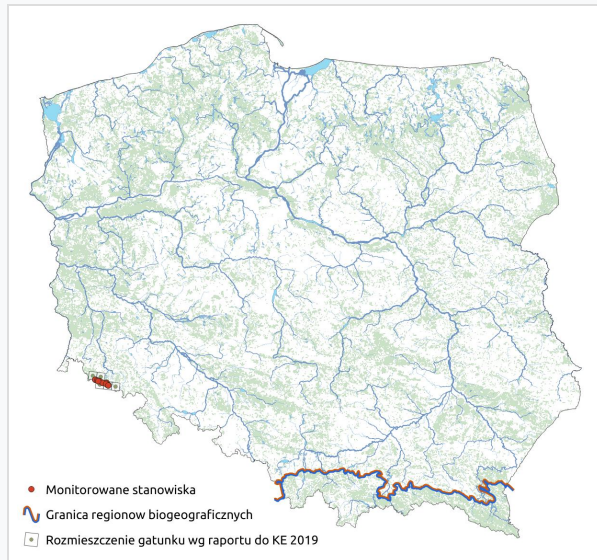 Monitorowane stanowiska
Granica regionow biogeograficznych
Rozmieszczenie gatunku wg raportu do KE 2019